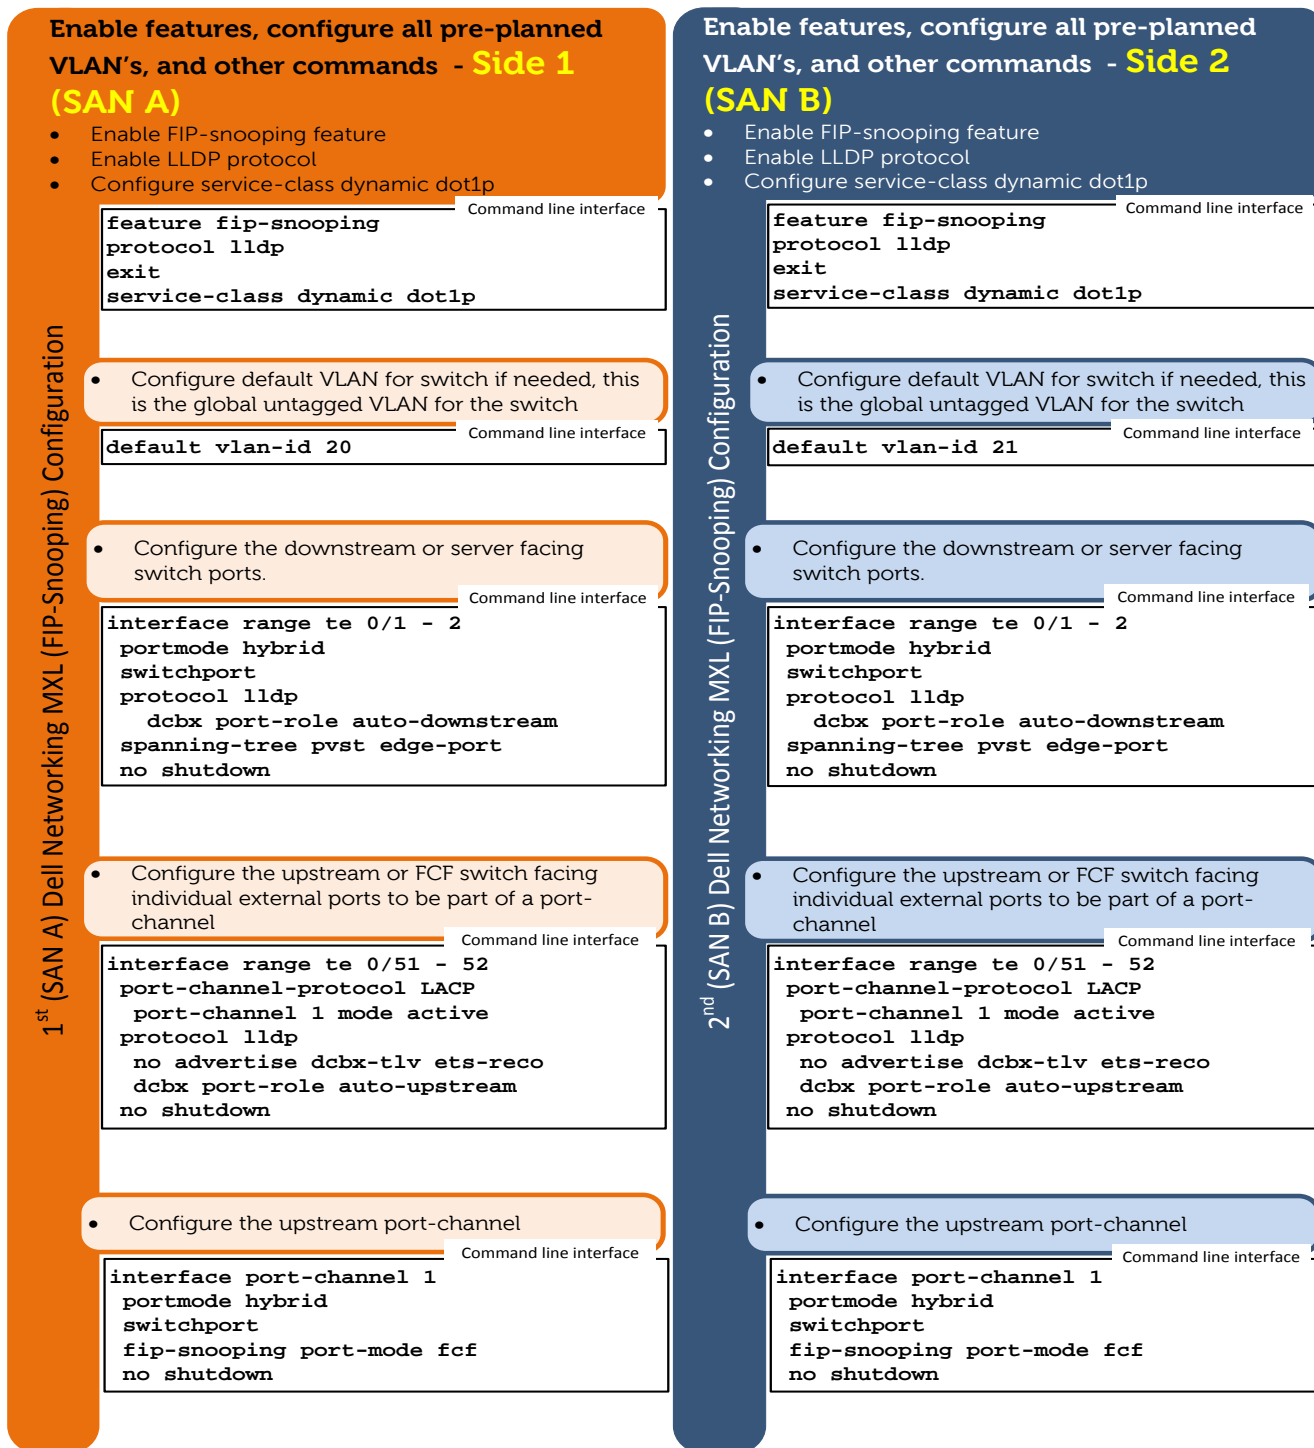 Enable features, configure all pre-planned
VLAN's, and other commands - Side 1
(SAN A)
• Enable FIP-snooping feature
• Enable LLDP protocol
• Configure service-class dynamic dot1p
Command line interface
feature fip-snooping
protocol lldp
exit
service-class dynamic dot1p
• Configure default VLAN for switch if needed, this
is the global untagged VLAN for the switch
Command line interface
default vlan-id 20
• Configure the downstream or server facing
switch ports.
Command line interface
interface range te 0/1 - 2
portmode hybrid
switchport
protocol lldp
dcbx port-role auto-downstream
spanning-tree pvst edge-port
no shutdown
• Configure the upstream or FCF switch facing
individual external ports to be part of a port-
channel
Command line interface
interface range te 0/51 - 52
port-channel-protocol LACP
port-channel 1 mode active
protocol lldp
no advertise dcbx-tlv ets-reco
dcbx port-role auto-upstream
no shutdown
• Configure the upstream port-channel
Command line interface
interface port-channel 1
portmode hybrid
switchport
fip-snooping port-mode fcf
no shutdown
1st (SAN A) Dell Networking MXL (FIP-Snooping) Configuration
Enable features, configure all pre-planned
VLAN's, and other commands - Side 2
(SAN B)
• Enable FIP-snooping feature
• Enable LLDP protocol
• Configure service-class dynamic dot1p
Command line interface
feature fip-snooping
protocol lldp
exit
service-class dynamic dot1p
• Configure default VLAN for switch if needed, this
is the global untagged VLAN for the switch
Command line interface
default vlan-id 21
• Configure the downstream or server facing
switch ports.
Command line interface
interface range te 0/1 - 2
portmode hybrid
switchport
protocol lldp
dcbx port-role auto-downstream
spanning-tree pvst edge-port
no shutdown
• Configure the upstream or FCF switch facing
individual external ports to be part of a port-
channel
Command line interface
interface range te 0/51 - 52
port-channel-protocol LACP
port-channel 1 mode active
protocol lldp
no advertise dcbx-tlv ets-reco
dcbx port-role auto-upstream
no shutdown
• Configure the upstream port-channel
Command line interface
interface port-channel 1
portmode hybrid
switchport
fip-snooping port-mode fcf
no shutdown
2nd (SAN B) Dell Networking MXL (FIP-Snooping) Configuration